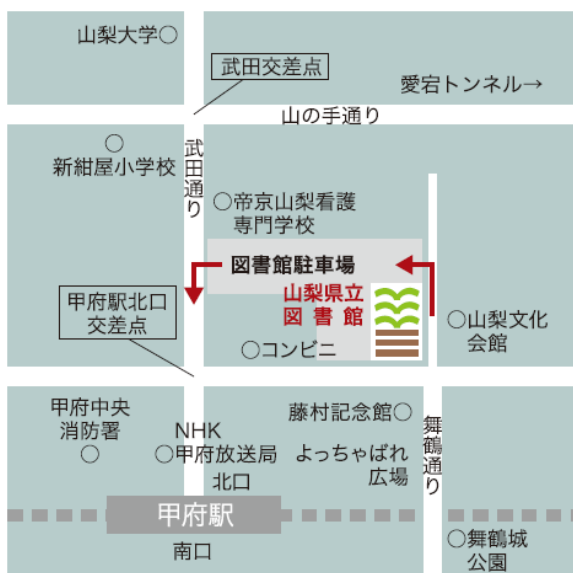 山梨大学
武田交差点
愛宕トンネル→
山の手通り
新紺屋小学校
武田通り
帝京山梨看護
専門学校
図書館駐車場
山梨県立
図書館
甲府駅北口
交差点
コンビニ
山梨文化
会館
甲府中央
消防署
NHK
甲府放送局
北口
藤村記念館
よっちゃばれ
広場
舞鶴通り
甲府駅
南口
舞鶴城
公園